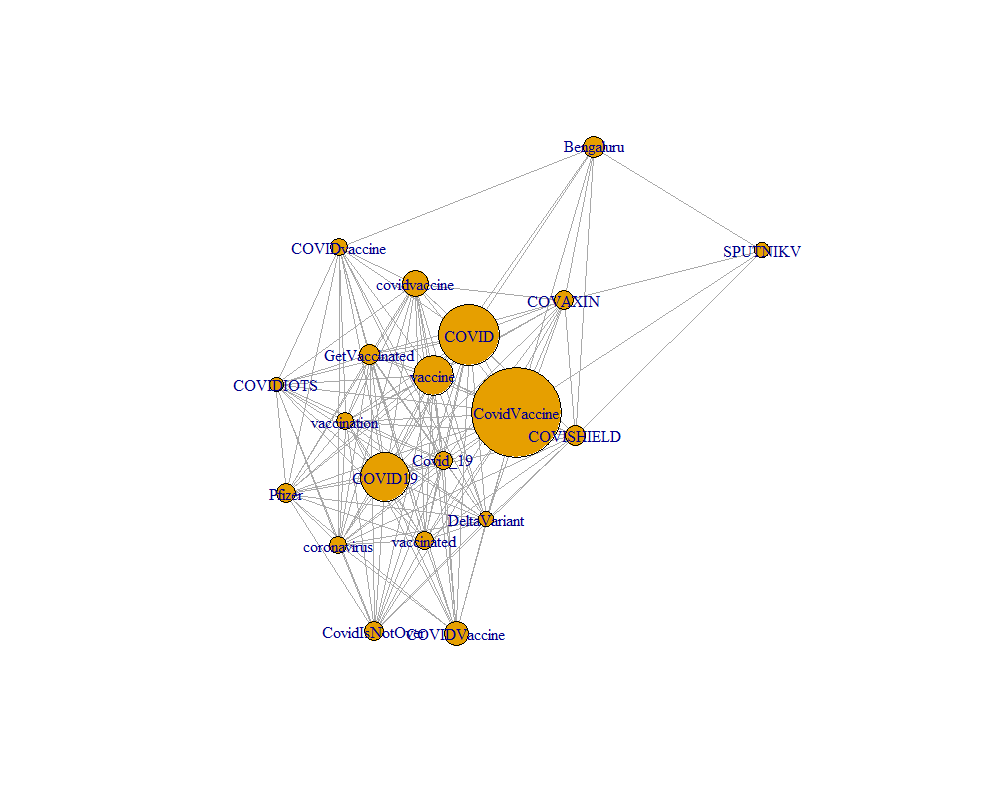 Bengaluru
COVIDvaccine
SPUTNIKV
covidvaccine
COVAXIN
COVID
GetVaccinated
vaccine
COVIDIOTS
CovidVaccine
vaccination
COVISHIELD
Covid_19
COVID19
Pfizer
DeltaVariant
vaccinated
coronavirus
CovidIsNotOver
COVIDVaccine